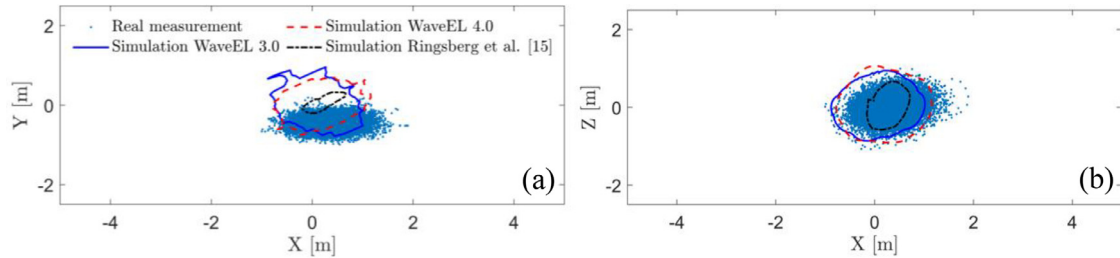 2
Real measurement
Simulation WaveEL 4.0
Simulation WaveEL 3.0
Simulation Ringsberg et al. [15]
Y [m]
0
-2
(a)
-4
-2
0
2
4
X [m]
2
Z [m]
0
-2
(b)
-4
-2
0
2
4
X [m]